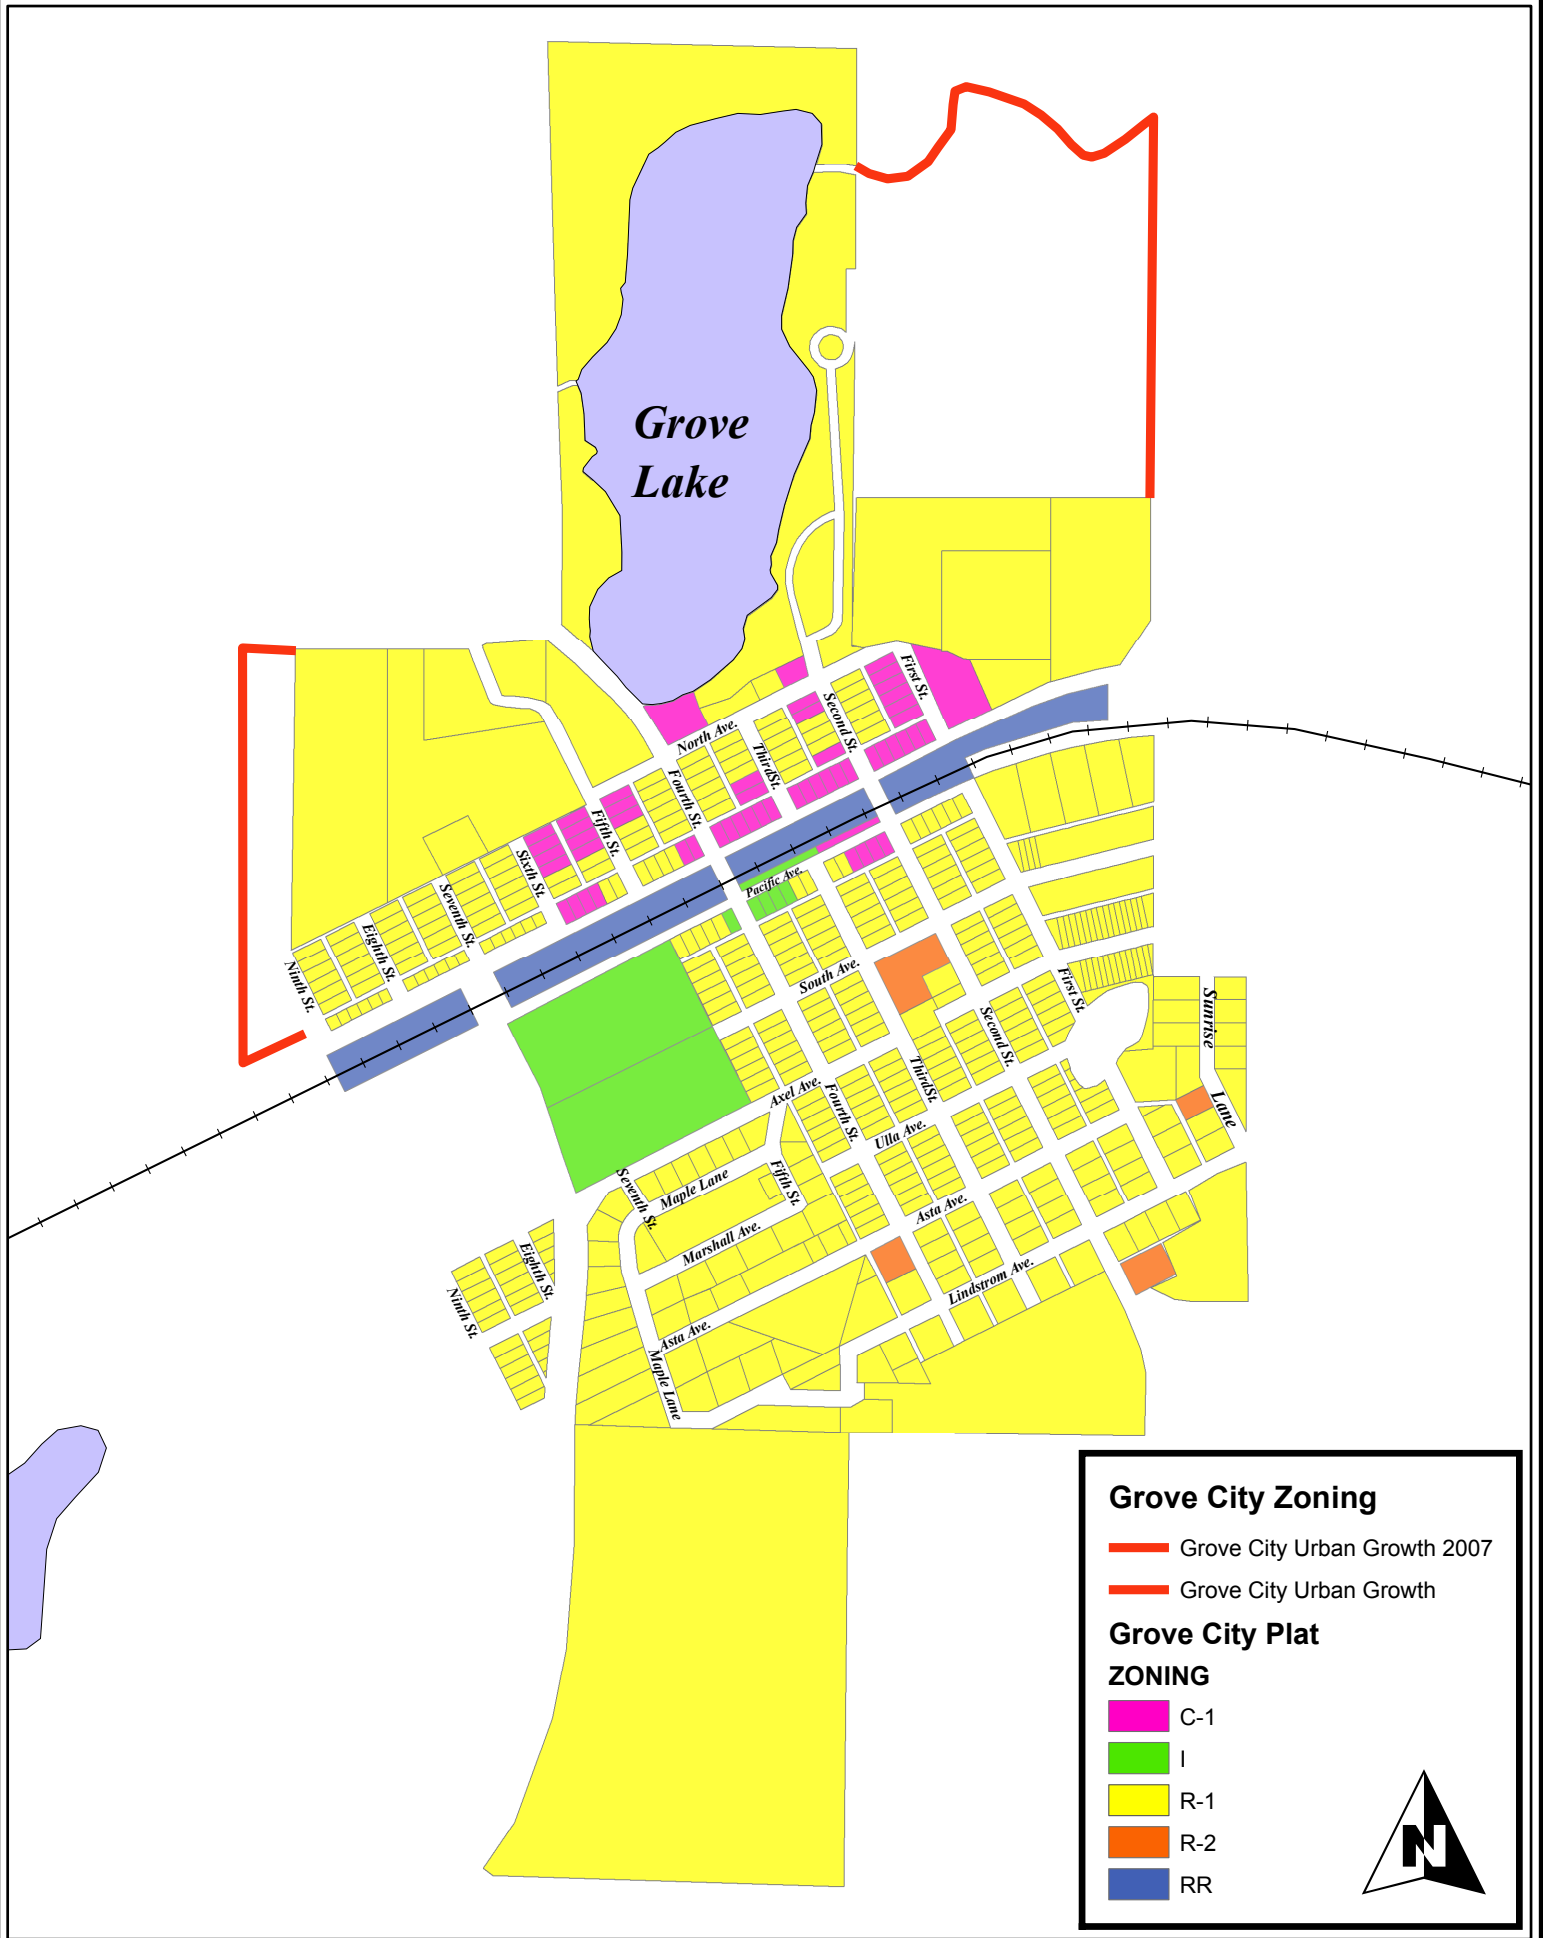 Grove
Lake
First St.
Second St.
North Ave.
ThirdSt.
Fourth St.
Fifth St.
Sixth St.
Seventh St.
Eighth St.
Ninth St.
Pacific Ave.
South Ave.
First St.
Sunrise
Second St.
ThirdSt.
Axel Ave.
Fourth St.
Lane
Ulla Ave.
Fifth St.
Seventh St.
Maple Lane
Asta Ave.
Marshall Ave.
Eighth St.
Ninth St.
Lindstrom Ave.
Asta Ave.
Maple Lane
Grove City Zoning
Grove City Urban Growth 2007
Grove City Urban Growth
Grove City Plat
ZONING
C-1
I
R-1
R-2
RR
N